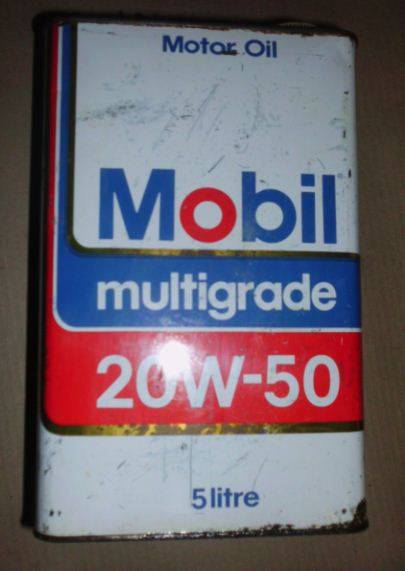 Motor Oil
Mobil
multigrade
20W-50
5 litre